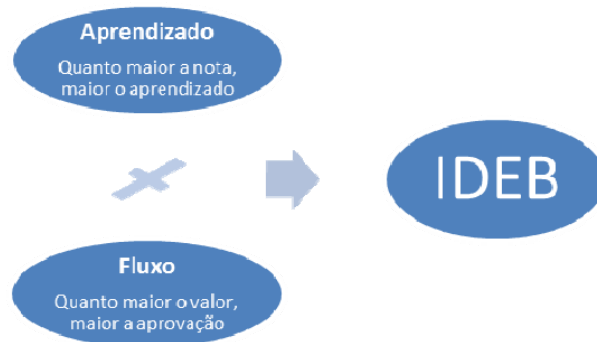 Aprendizado
Quanto maior a nota,
maior o aprendizado
IDEB
Fluxo
Quanto maior o valor,
maior a aprovação